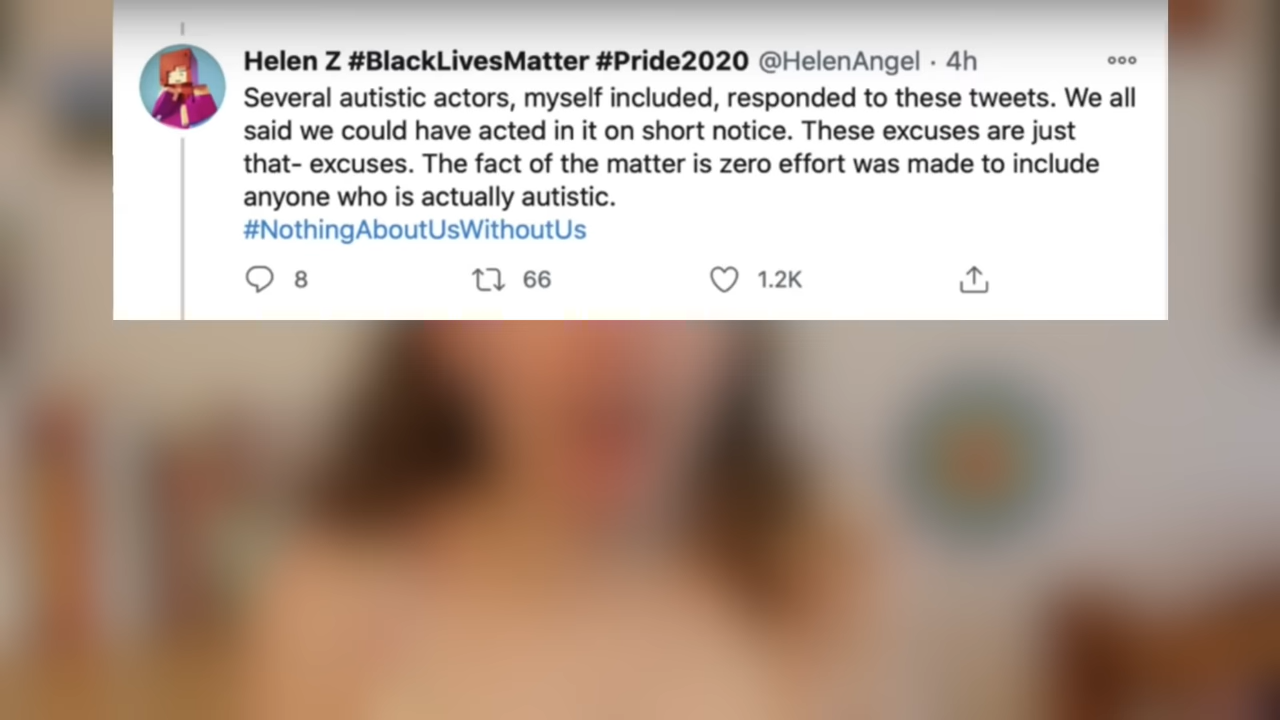 Helen Z #BlackLivesMatter #Pride2020 @HelenAngel · 4h
Several autistic actors, myself included, responded to these tweets. We all
said we could have acted in it on short notice. These excuses are just
that- excuses. The fact of the matter is zero effort was made to include
anyone who is actually autistic.
#NothingAboutUsWithoutUs
8 66 1.2K